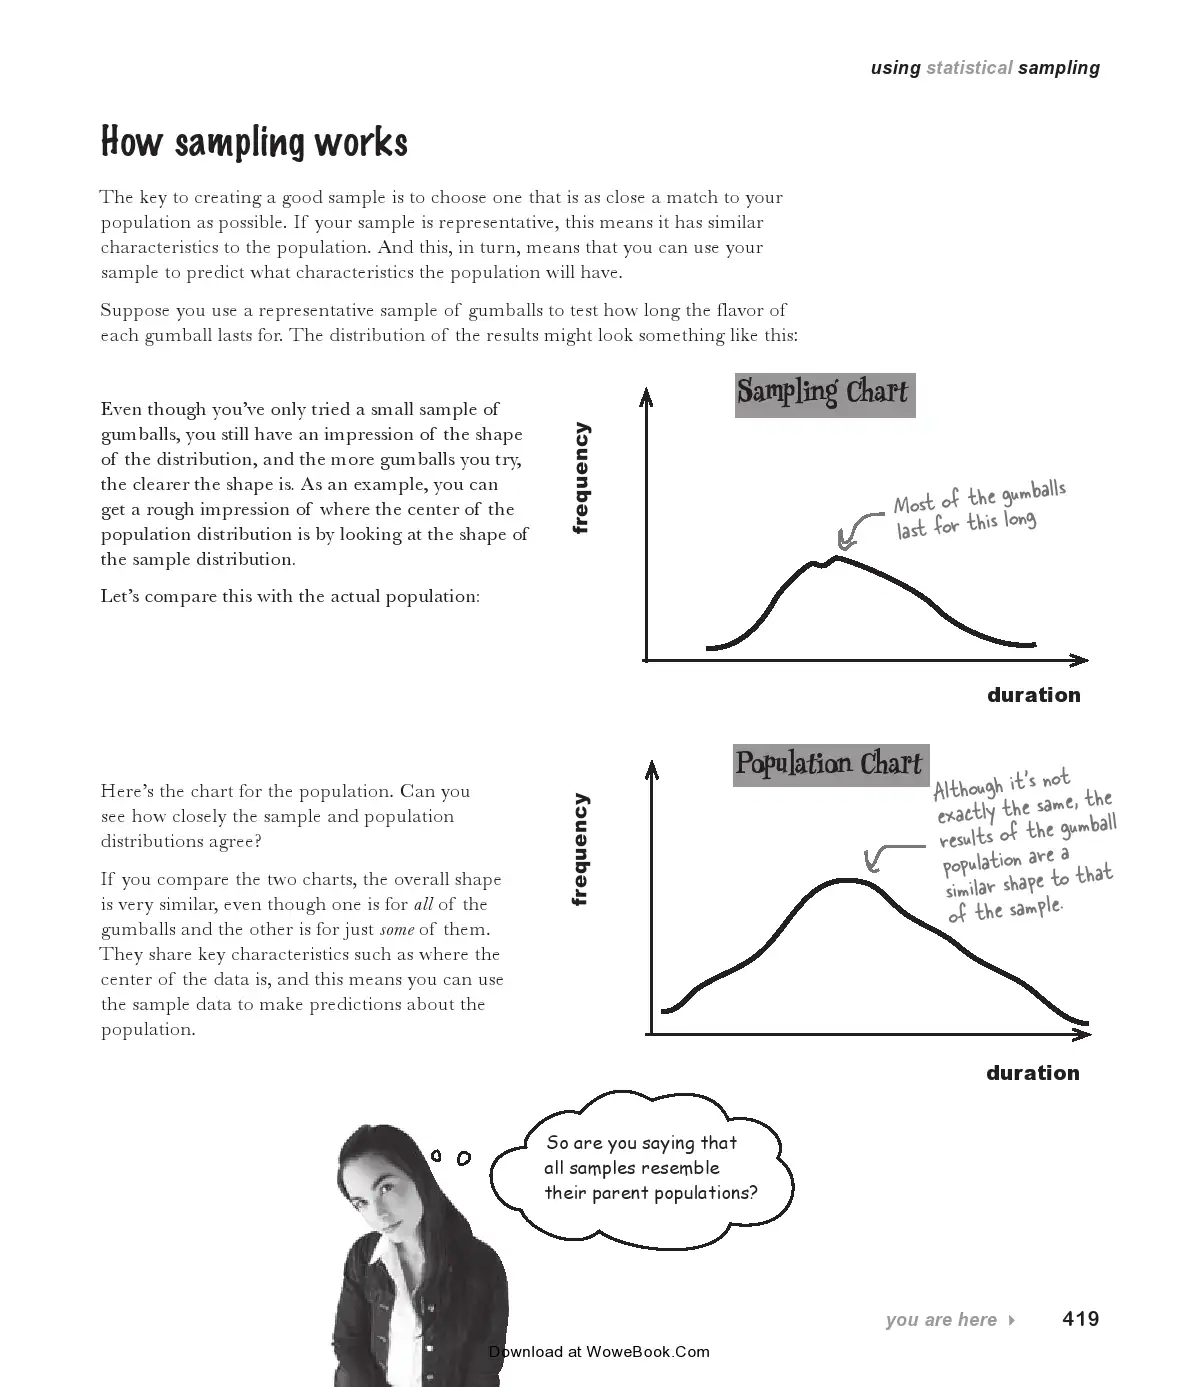 using statistical sampling
How sampling works
The key to creating a good sample is to choose one that is as close a match to your
population as possible. If your sample is representative, this means it has similar
characteristics to the population. And this, in turn, means that you can use your
sample to predict what characteristics the population will have.
Suppose you use a representative sample of gumballs to test how long the flavor of
each gumball lasts for. The distribution of the results might look something like this:
Even though you've only tried a small sample of
gumballs, you still have an impression of the shape
of the distribution, and the more gumballs you try,
the clearer the shape is. As an example, you can
get a rough impression of where the center of the
population distribution is by looking at the shape of
the sample distribution.
Let's compare this with the actual population:
Sampling Chart
frequency
Most of the gumballs
last for this long
duration
Here's the chart for the population. Can you
see how closely the sample and population
distributions agree?
If you compare the two charts, the overall shape
is very similar, even though one is for all of the
gumballs and the other is for just some of them.
They share key characteristics such as where the
center of the data is, and this means you can use
the sample data to make predictions about the
population.
Population Chart
frequency
Although it's not
exactly the same, the
results of the gumball
population are a
similar shape to that
of the sample.
duration
So are you saying that
all samples resemble
their parent populations?
you are here
419
Download at WoweBook.Com